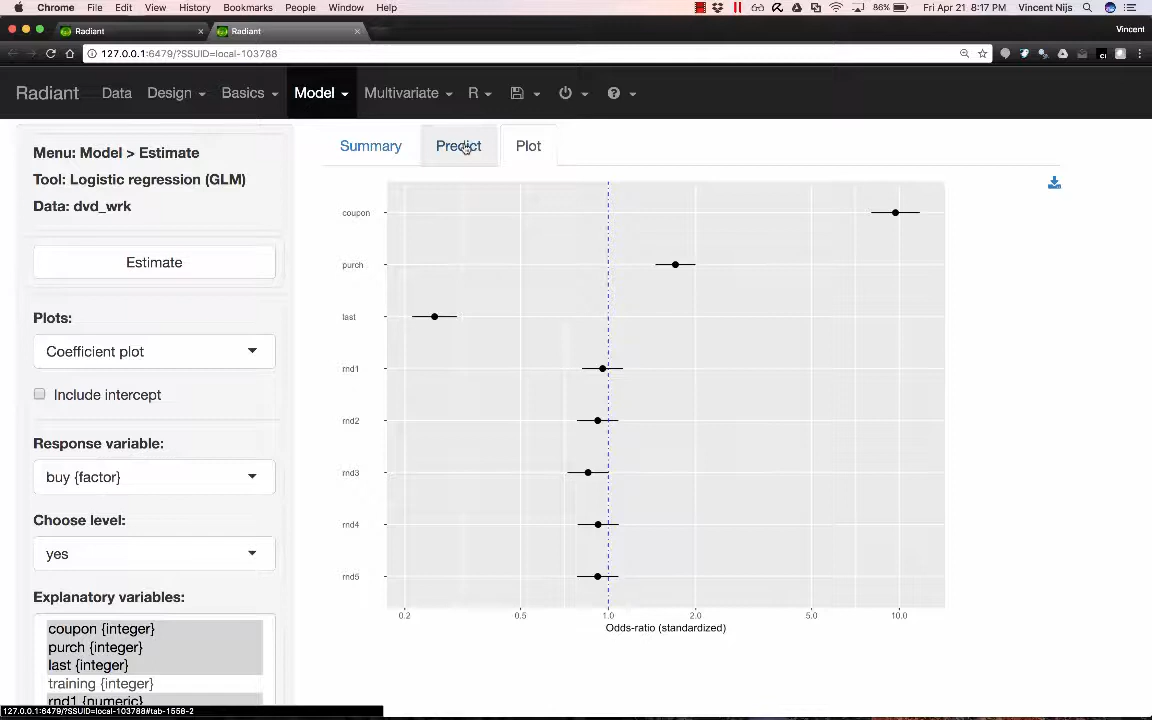 Chrome File Edit View History Bookmarks People Window Help 86% Fri Apr 21 8:17 PM Vincent Nijs
Radiant Radiant Vincent
127.0.0.1:6479/?SSUID=local-103788
Radiant Data Design Basics Model Multivariate R
Menu: Model > Estimate
Tool: Logistic regression (GLM)
Data: dvd_wrk
Estimate
Plots:
Coefficient plot
Include intercept
Response variable:
buy {factor}
Choose level:
yes
Explanatory variables:
coupon {integer}
purch {integer}
last {integer}
training {integer}
rnd1 {numeric}
Summary Predict Plot
coupon
purch
last
rnd1
rnd2
rnd3
rnd4
rnd5
0.2 0.5 1.0 2.0 5.0 10.0
Odds-ratio (standardized)
127.0.0.1:6479/?SSUID=local-103788#tab-1558-2